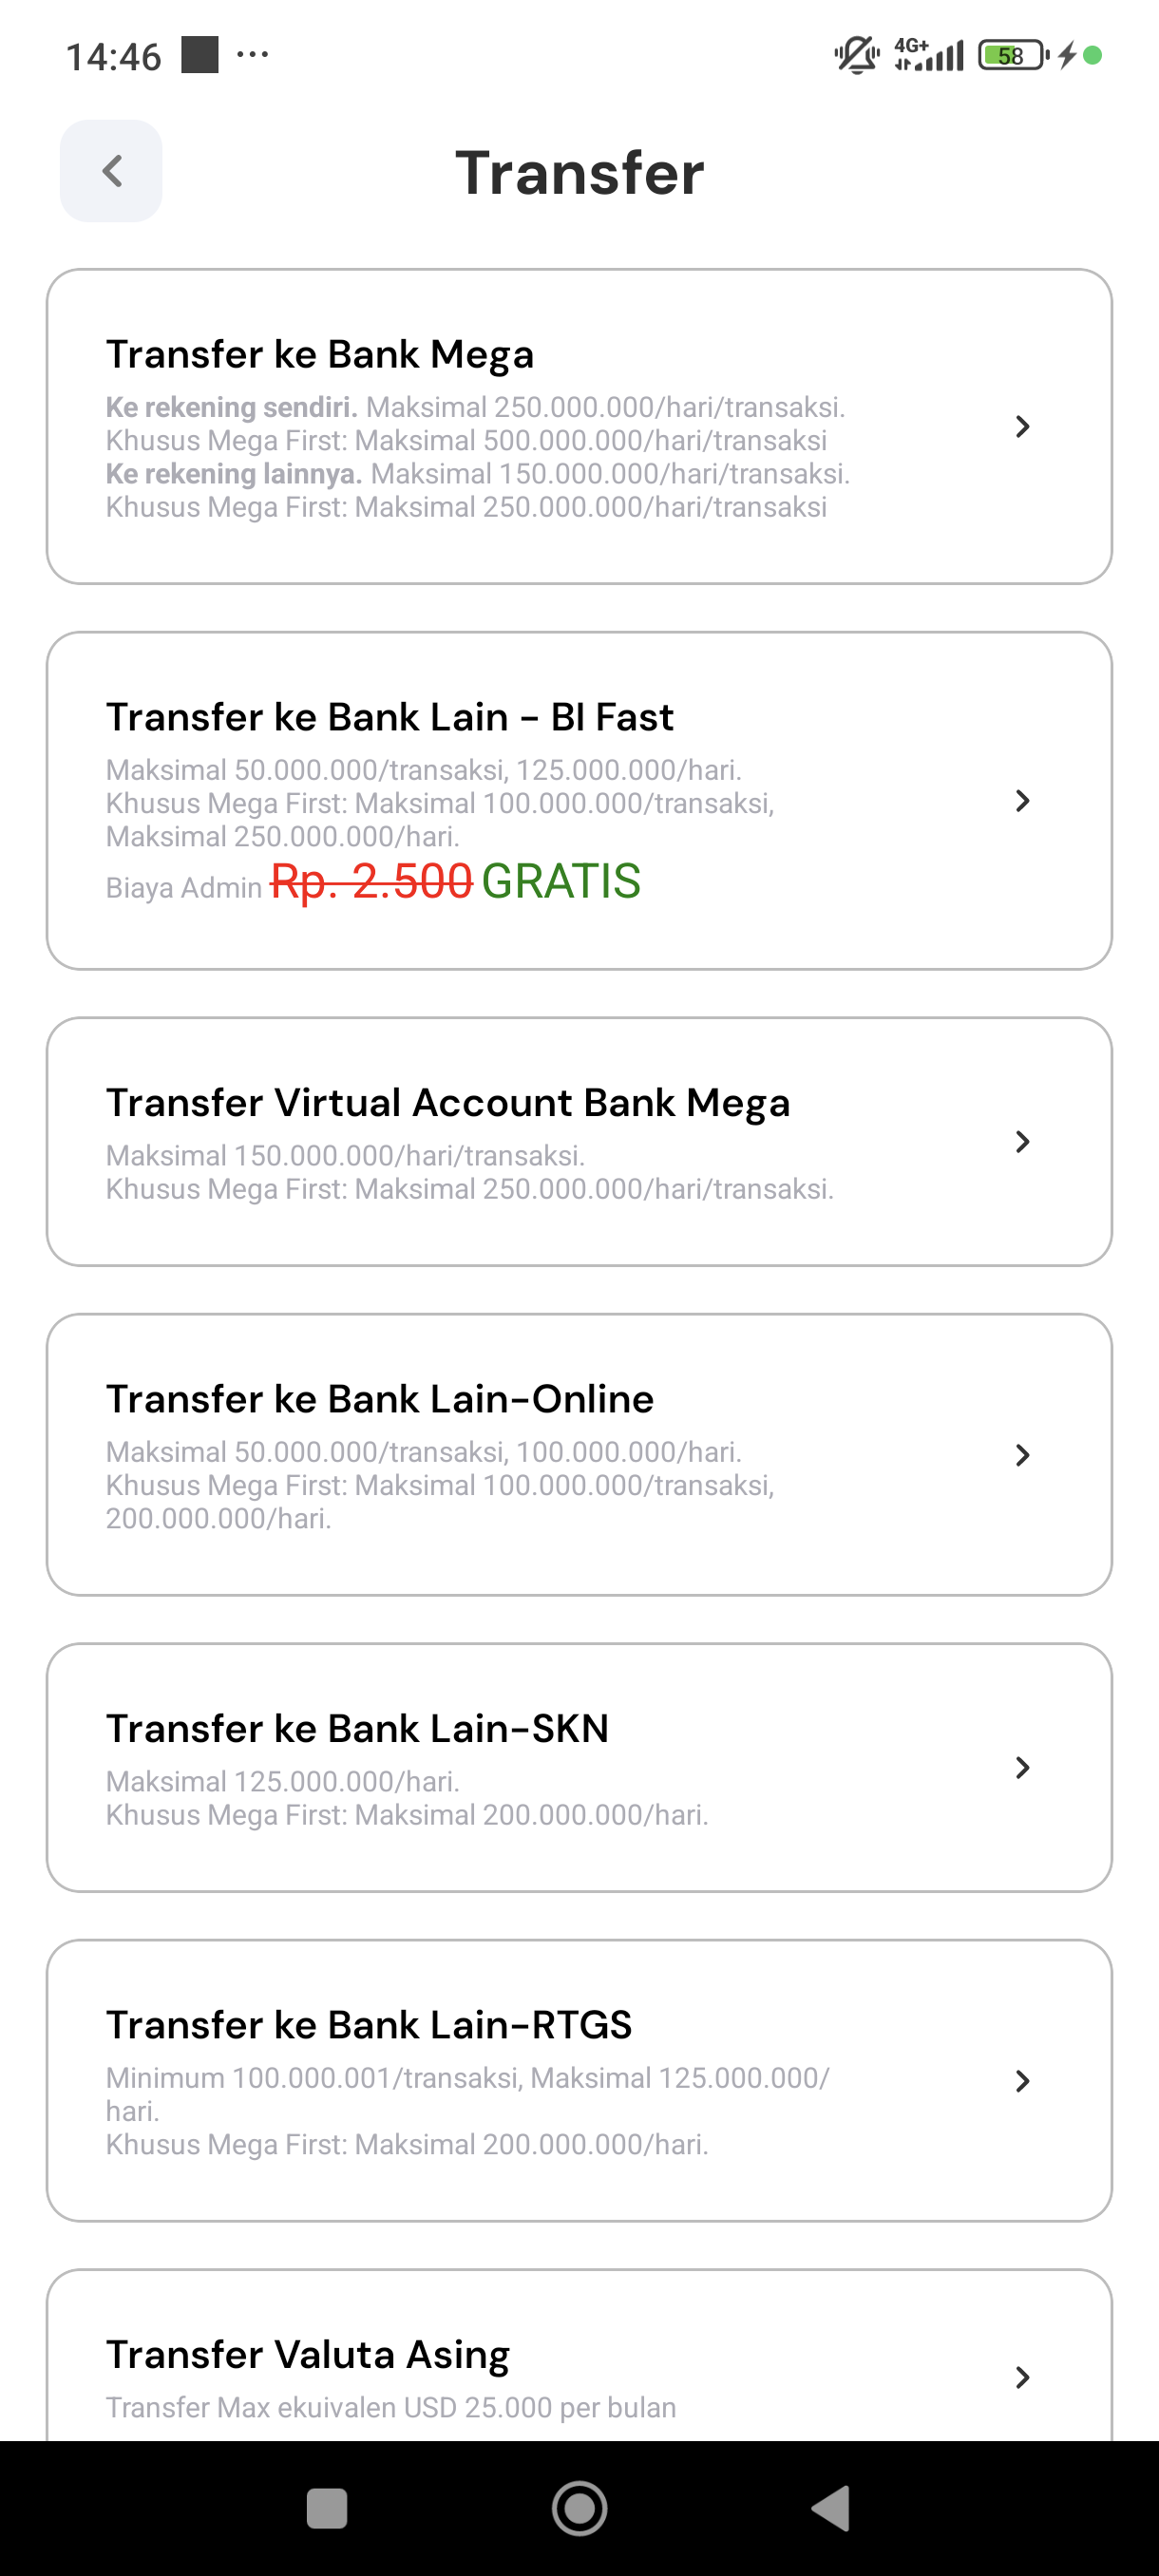 14:46
4G+
58
Transfer
Transfer ke Bank Mega
Ke rekening sendiri. Maksimal 250.000.000/hari/transaksi.
Khusus Mega First: Maksimal 500.000.000/hari/transaksi
Ke rekening lainnya. Maksimal 150.000.000/hari/transaksi.
Khusus Mega First: Maksimal 250.000.000/hari/transaksi
Transfer ke Bank Lain - BI Fast
Maksimal 50.000.000/transaksi, 125.000.000/hari.
Khusus Mega First: Maksimal 100.000.000/transaksi,
Maksimal 250.000.000/hari.
Biaya Admin Rp. 2.500 GRATIS
Transfer Virtual Account Bank Mega
Maksimal 150.000.000/hari/transaksi.
Khusus Mega First: Maksimal 250.000.000/hari/transaksi.
Transfer ke Bank Lain-Online
Maksimal 50.000.000/transaksi, 100.000.000/hari.
Khusus Mega First: Maksimal 100.000.000/transaksi,
200.000.000/hari.
Transfer ke Bank Lain-SKN
Maksimal 125.000.000/hari.
Khusus Mega First: Maksimal 200.000.000/hari.
Transfer ke Bank Lain-RTGS
Minimum 100.000.001/transaksi, Maksimal 125.000.000/
hari.
Khusus Mega First: Maksimal 200.000.000/hari.
Transfer Valuta Asing
Transfer Max ekuivalen USD 25.000 per bulan